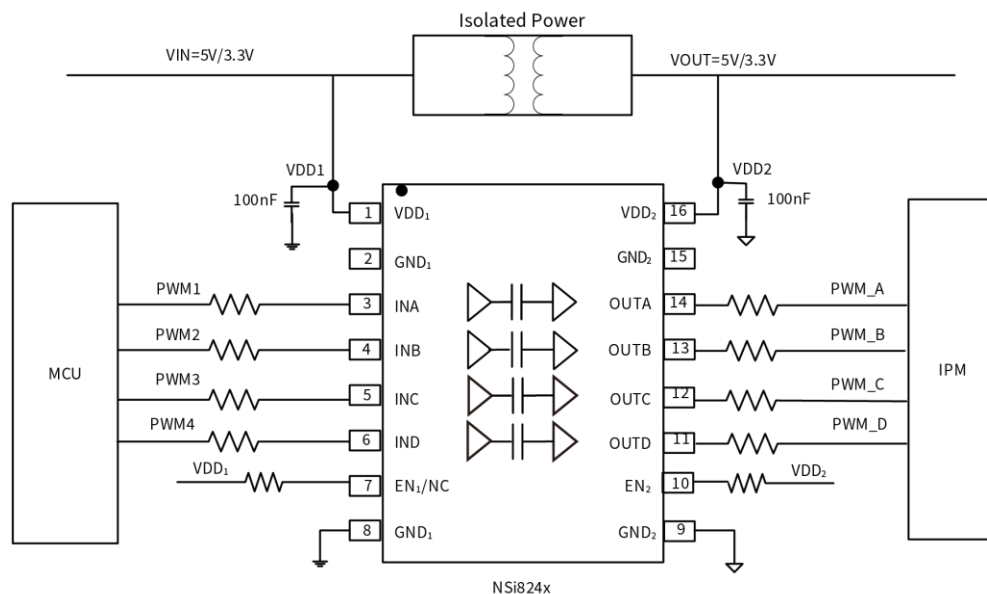 Isolated Power
VIN=5V/3.3V
VOUT=5V/3.3V
VDD1
VDD2
100nF
100nF
1
VDD₁
VDD₂
16
2
GND₁
GND₂
15
PWM1
3
INA
OUTA
14
PWM_A
PWM2
4
INB
OUTB
13
PWM_B
MCU
IPM
PWM3
5
INC
OUTC
12
PWM_C
PWM4
6
IND
OUTD
11
PWM_D
VDD₁
7
EN₁/NC
EN₂
10
VDD₂
8
GND₁
GND₂
9
NSi824x